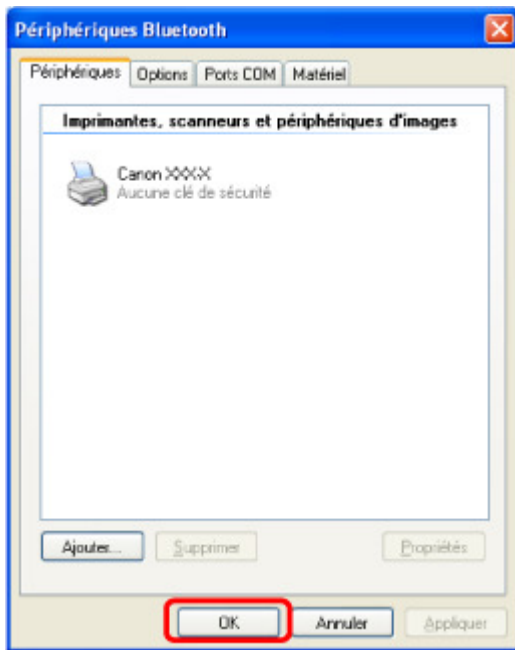 Périphériques Bluetooth
Périphériques Options Ports COM Matériel
Imprimantes, scanneurs et périphériques d'images
Canon XXX-X
Aucune clé de sécurité
Ajouter... Supprimer Propriétés
OK Annuler Appliquer